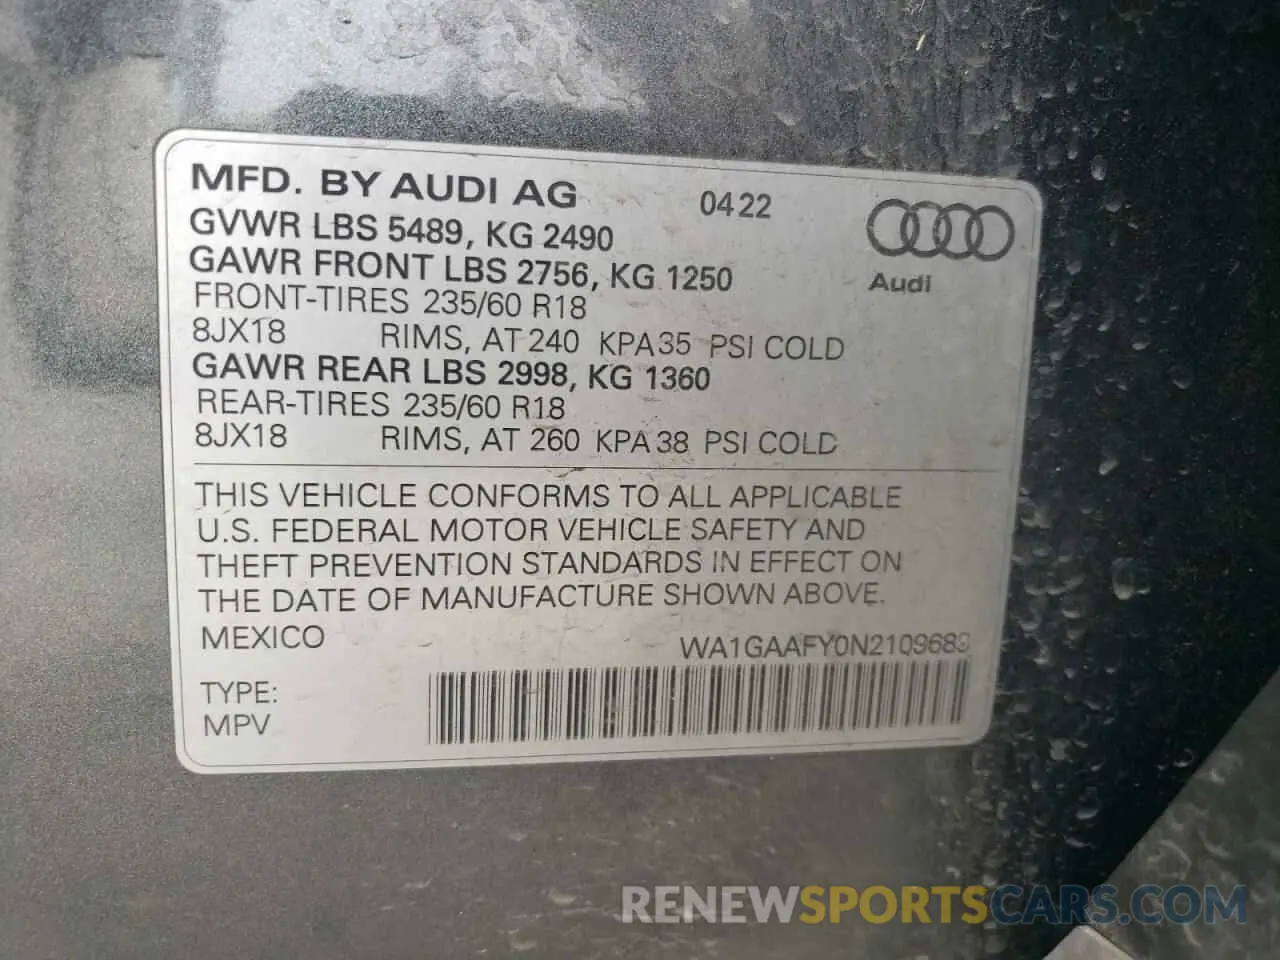 MFD. BY AUDI AG 0422
GVWR LBS 5489, KG 2490
GAWR FRONT LBS 2756, KG 1250
Audi
FRONT-TIRES 235/60 R18
8JX18 RIMS, AT 240 KPA 35 PSI COLD
GAWR REAR LBS 2998, KG 1360
REAR-TIRES 235/60 R18
8JX18 RIMS, AT 260 KPA 38 PSI COLD
THIS VEHICLE CONFORMS TO ALL APPLICABLE
U.S. FEDERAL MOTOR VEHICLE SAFETY AND
THEFT PREVENTION STANDARDS IN EFFECT ON
THE DATE OF MANUFACTURE SHOWN ABOVE.
MEXICO WA1GAAFY0N2109689
TYPE:
MPV
RENEWSPORTSCARS.COM